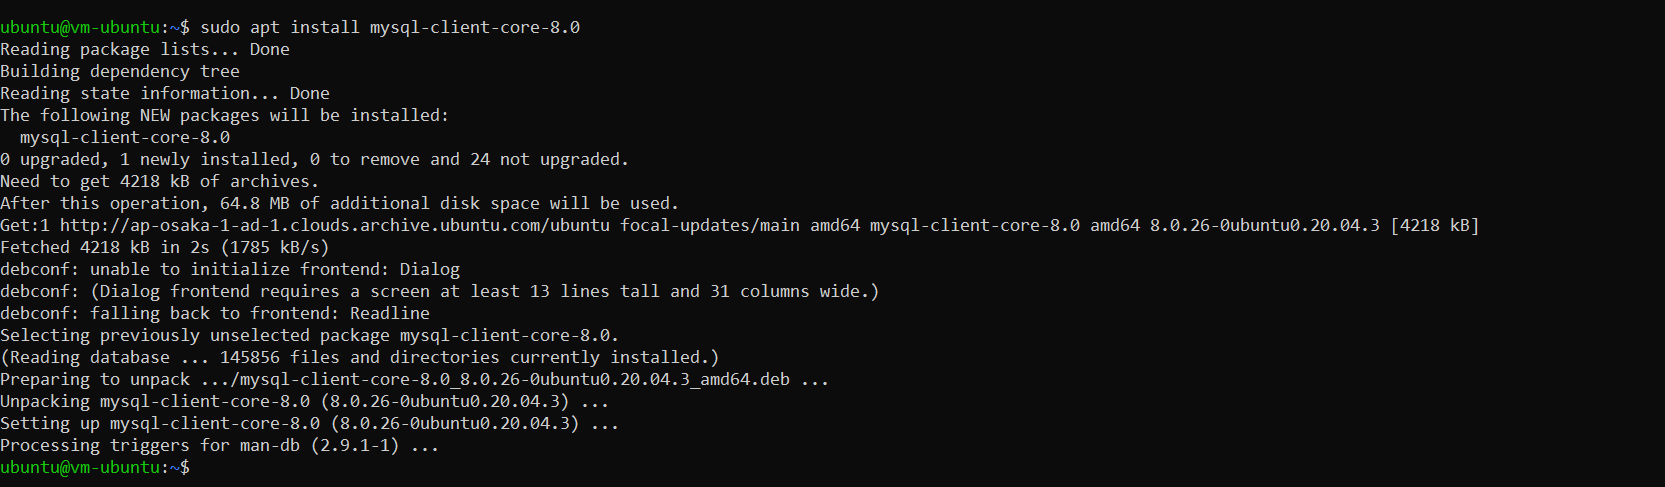 ubuntu@vm-ubuntu:~$ sudo apt install mysql-client-core-8.0
Reading package lists... Done
Building dependency tree
Reading state information... Done
The following NEW packages will be installed:
  mysql-client-core-8.0
0 upgraded, 1 newly installed, 0 to remove and 24 not upgraded.
Need to get 4218 kB of archives.
After this operation, 64.8 MB of additional disk space will be used.
Get:1 http://ap-osaka-1-ad-1.clouds.archive.ubuntu.com/ubuntu focal-updates/main amd64 mysql-client-core-8.0 amd64 8.0.26-0ubuntu0.20.04.3 [4218 kB]
Fetched 4218 kB in 2s (1785 kB/s)
debconf: unable to initialize frontend: Dialog
debconf: (Dialog frontend requires a screen at least 13 lines tall and 31 columns wide.)
debconf: falling back to frontend: Readline
Selecting previously unselected package mysql-client-core-8.0.
(Reading database ... 145856 files and directories currently installed.)
Preparing to unpack .../mysql-client-core-8.0_8.0.26-0ubuntu0.20.04.3_amd64.deb ...
Unpacking mysql-client-core-8.0 (8.0.26-0ubuntu0.20.04.3) ...
Setting up mysql-client-core-8.0 (8.0.26-0ubuntu0.20.04.3) ...
Processing triggers for man-db (2.9.1-1) ...
ubuntu@vm-ubuntu:~$